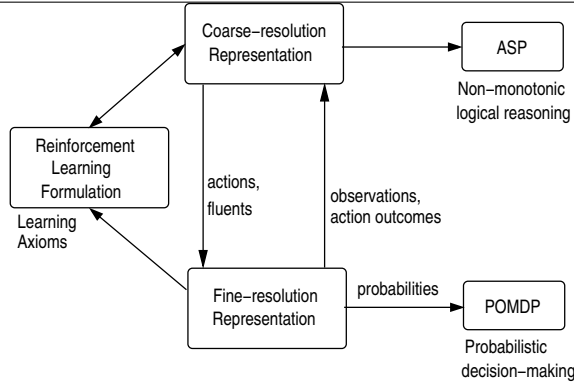 Coarse−resolution
Representation
ASP
Non−monotonic
logical reasoning
Reinforcement
Learning
Formulation
Learning
Axioms
actions,
fluents
observations,
action outcomes
Fine−resolution
Representation
probabilities
POMDP
Probabilistic
decision−making